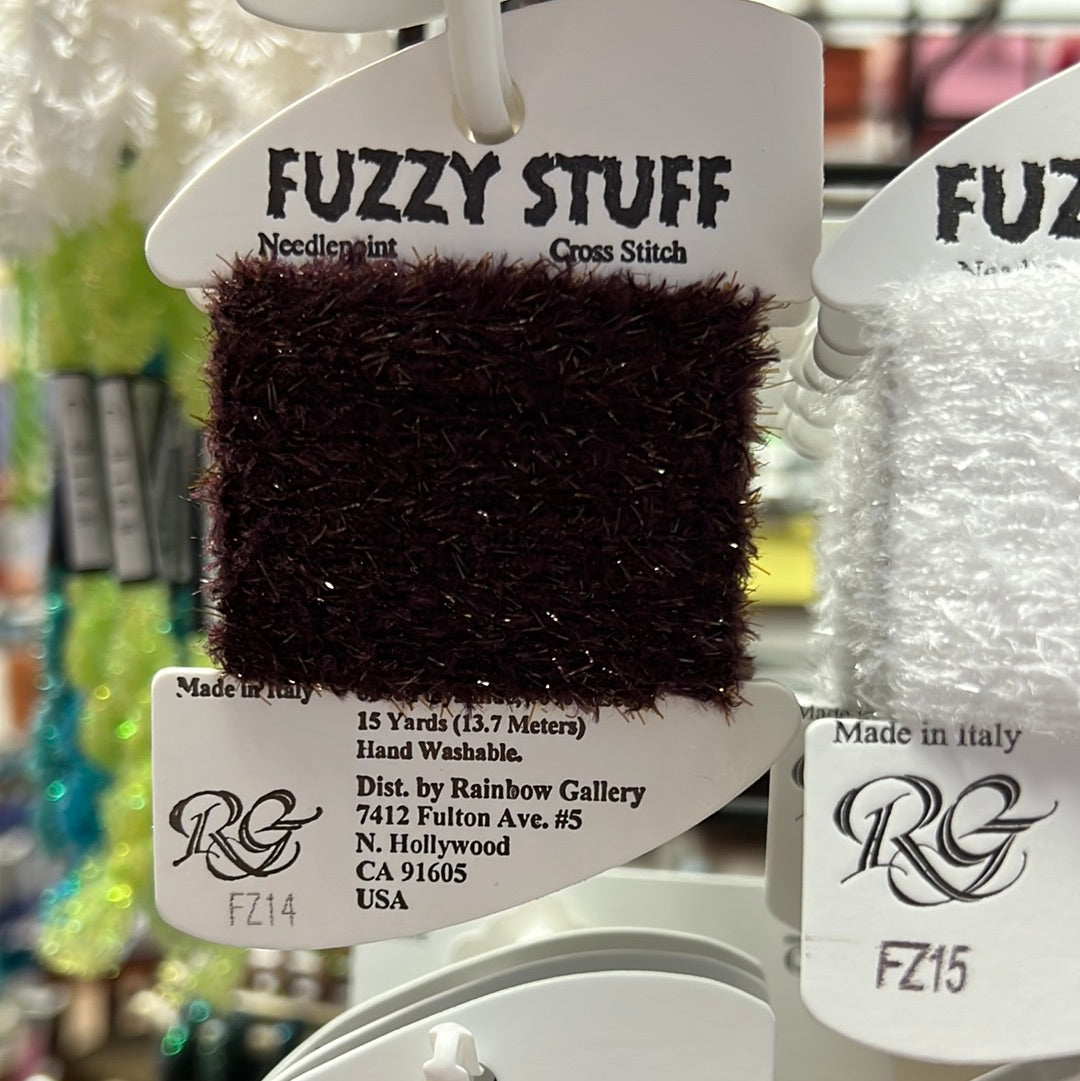 FUZZY STUFF
Needlepoint Cross Stitch
Made in Italy
15 Yards (13.7 Meters)
Hand Washable.
Dist. by Rainbow Gallery
7412 Fulton Ave. #5
N. Hollywood
CA 91605
USA
RG
FZ14
FUZ
Made in Italy
RG
FZ15